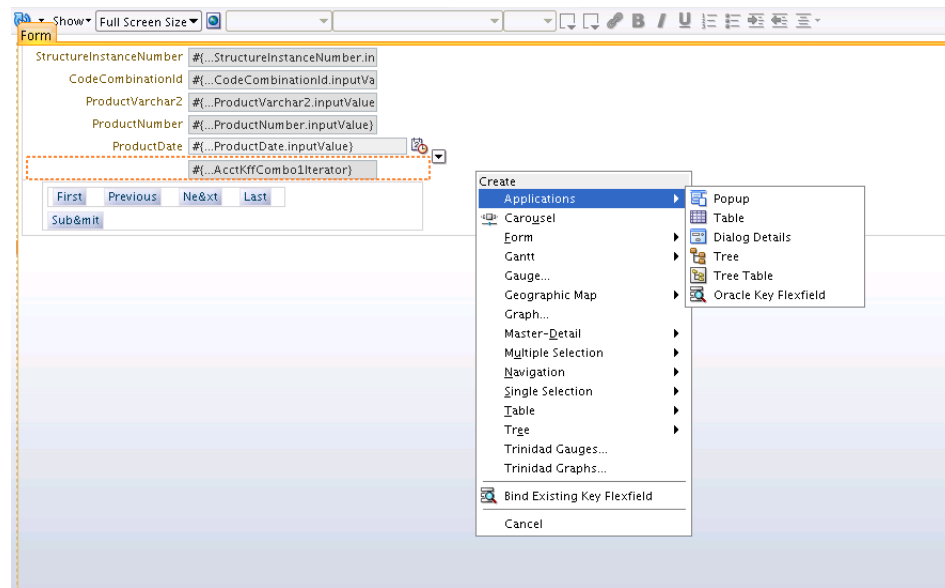 Show Full Screen Size B I U
Form
StructureInstanceNumber #{...StructureInstanceNumber.in
CodeCombinationId #{...CodeCombinationId.inputVa
ProductVarchar2 #{...ProductVarchar2.inputValue
ProductNumber #{...ProductNumber.inputValue}
ProductDate #{...ProductDate.inputValue}
#{...AcctKffCombo1Iterator}
First Previous Ne&xt Last
Sub&mit
Create
Applications
Carousel
Form
Gantt
Gauge...
Geographic Map
Graph...
Master-Detail
Multiple Selection
Navigation
Single Selection
Table
Tree
Trinidad Gauges...
Trinidad Graphs...
Bind Existing Key Flexfield
Cancel
Popup
Table
Dialog Details
Tree
Tree Table
Oracle Key Flexfield